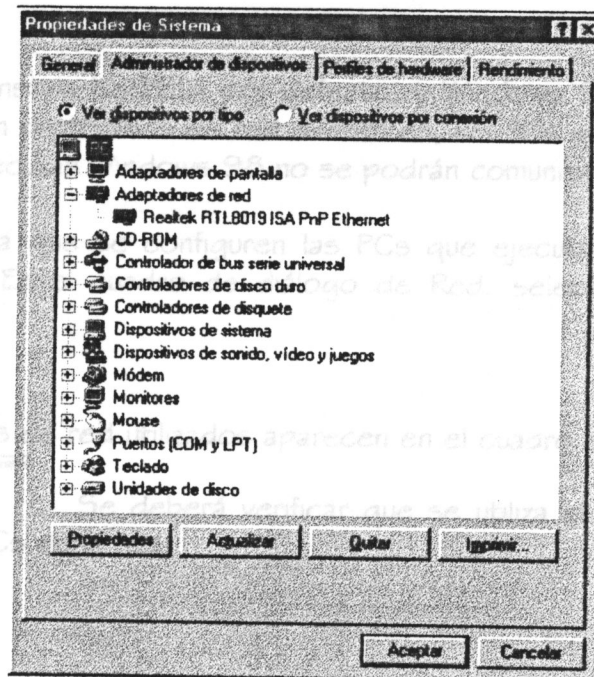 Propiedades de Sistema
General Administrador de dispositivos Perfiles de hardware Rendimiento
Ver dispositivos por tipo Ver dispositivos por conexión
Adaptadores de pantalla
Adaptadores de red
Realtek RTL8019 ISA PnP Ethernet
CD-ROM
Controlador de bus serie universal
Controladores de disco duro
Controladores de disquete
Dispositivos de sistema
Dispositivos de sonido, vídeo y juegos
Módem
Monitores
Mouse
Puertos (COM y LPT)
Teclado
Unidades de disco
Propiedades Actualizar Quitar Imprimir...
Aceptar Cancelar